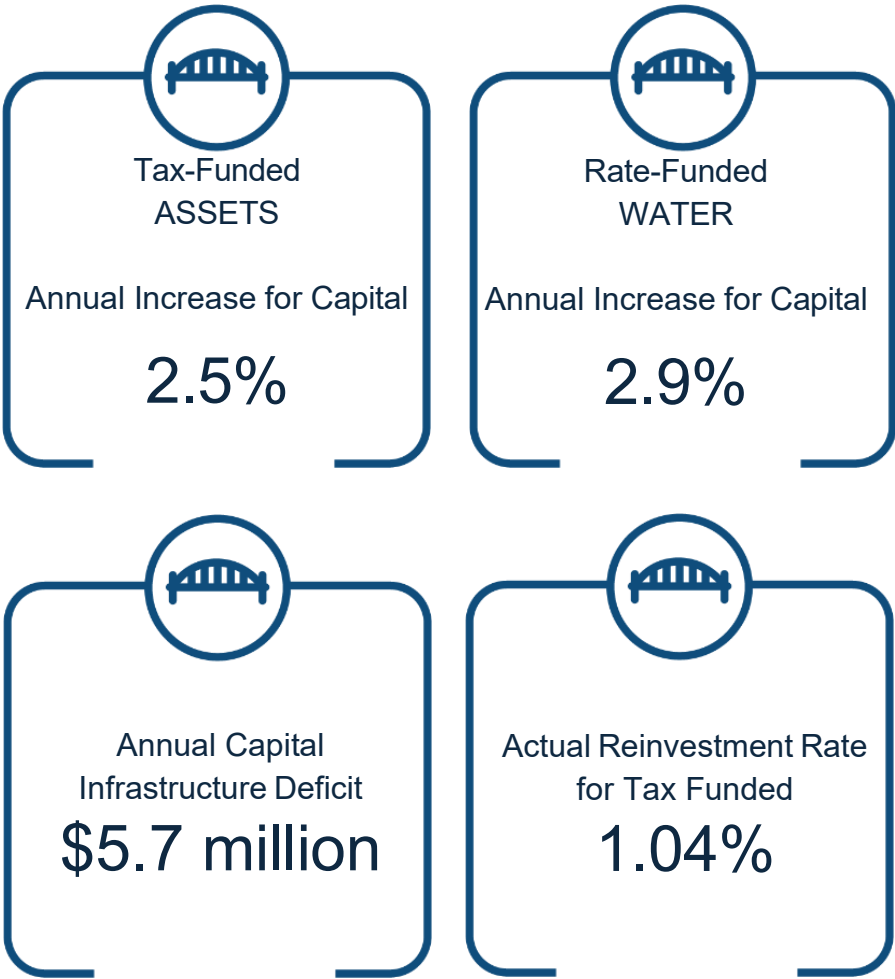 Tax-Funded
ASSETS
Annual Increase for Capital
2.5%
Rate-Funded
WATER
Annual Increase for Capital
2.9%
Annual Capital
Infrastructure Deficit
$5.7 million
Actual Reinvestment Rate
for Tax Funded
1.04%